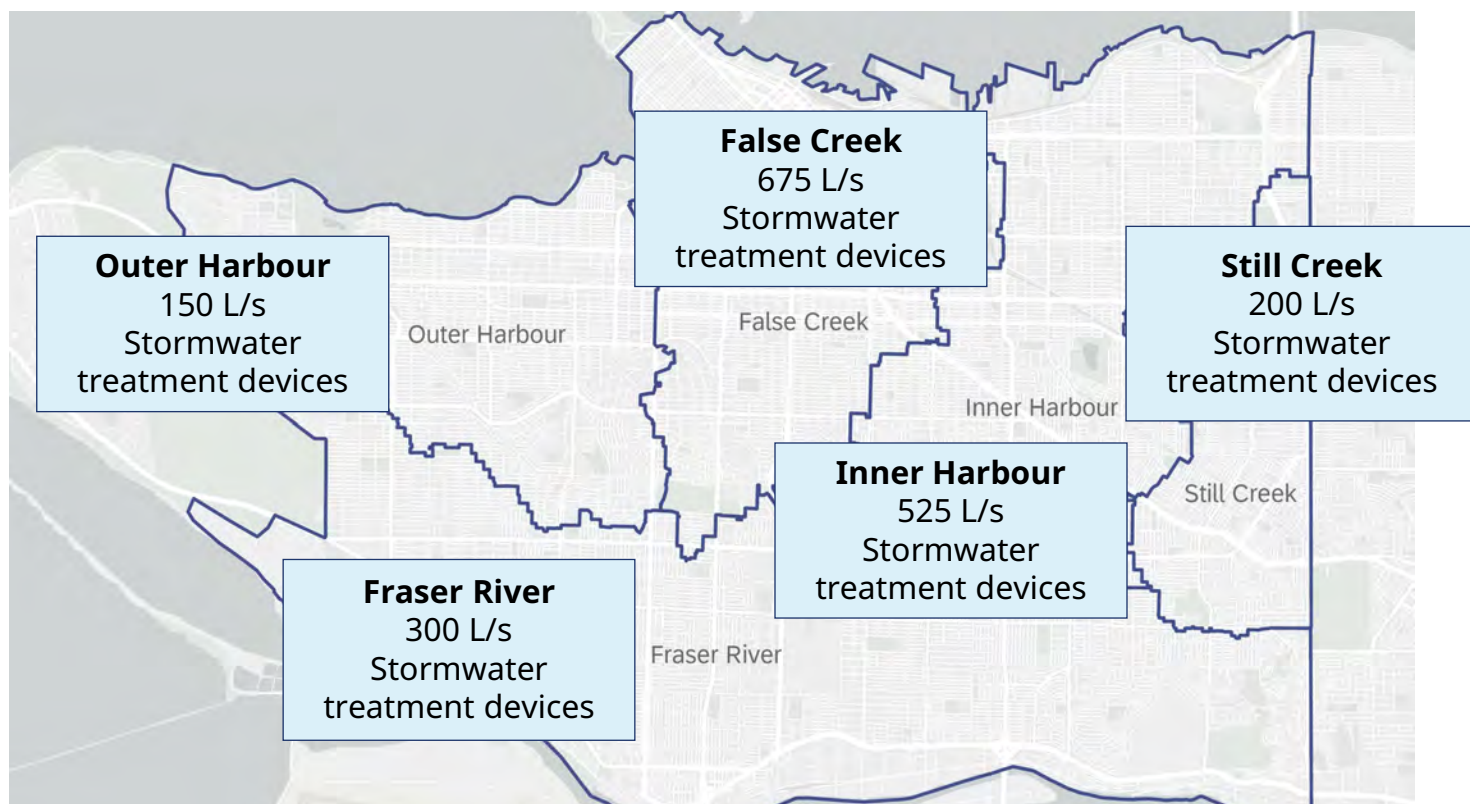 False Creek
675 L/s
Stormwater
treatment devices
Outer Harbour
150 L/s
Stormwater
treatment devices
Still Creek
200 L/s
Stormwater
treatment devices
Outer Harbour
False Creek
Inner Harbour
Inner Harbour
525 L/s
Stormwater
treatment devices
Still Creek
Fraser River
300 L/s
Stormwater
treatment devices
Fraser River